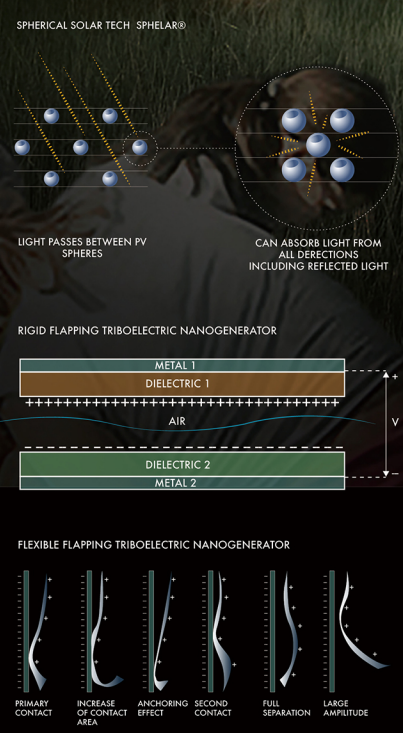 SPHERICAL SOLAR TECH SPHELAR®
LIGHT PASSES BETWEEN PV
SPHERES
CAN ABSORB LIGHT FROM
ALL DERECTIONS
INCLUDING REFLECTED LIGHT
RIGID FLAPPING TRIBOELECTRIC NANOGENERATOR
METAL 1
DIELECTRIC 1
+++++++++++++++++++++++++++++++++
AIR
DIELECTRIC 2
METAL 2
+
V
–
FLEXIBLE FLAPPING TRIBOELECTRIC NANOGENERATOR
PRIMARY
CONTACT
INCREASE
OF CONTACT
AREA
ANCHORING
EFFECT
SECOND
CONTACT
FULL
SEPARATION
LARGE
AMPLITUDE